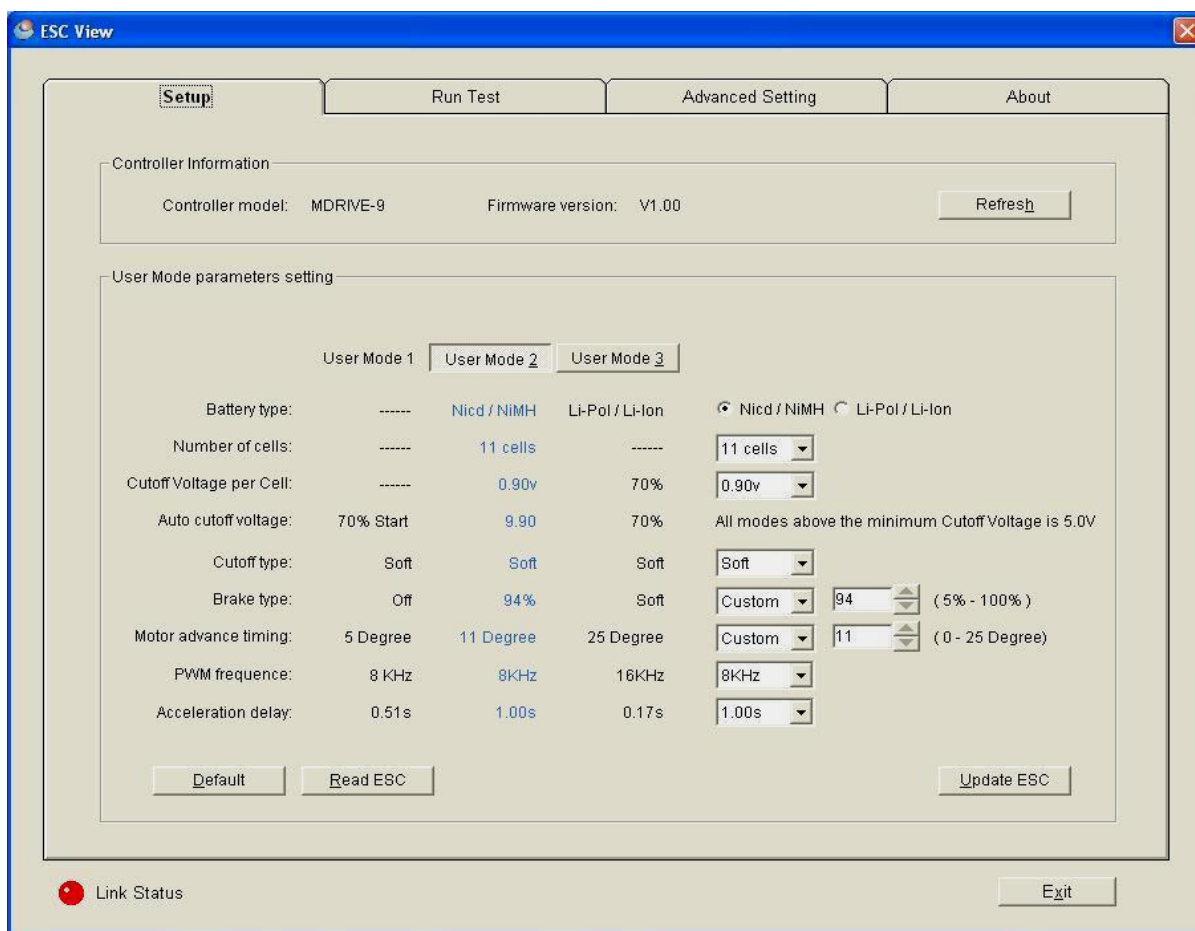 ESC View
Setup Run Test Advanced Setting About
Controller Information
Controller model: MDRIVE-9 Firmware version: V1.00 Refresh
User Mode parameters setting
User Mode 1 User Mode 2 User Mode 3
Battery type: ------ Nicd / NiMH Li-Pol / Li-Ion Nicd / NiMH Li-Pol / Li-Ion
Number of cells: ------ 11 cells ------ 11 cells
Cutoff Voltage per Cell: ------ 0.90v 70% 0.90v
Auto cutoff voltage: 70% Start 9.90 70% All modes above the minimum Cutoff Voltage is 5.0V
Cutoff type: Soft Soft Soft Soft
Brake type: Off 94% Soft Custom 94 ( 5% - 100% )
Motor advance timing: 5 Degree 11 Degree 25 Degree Custom 11 ( 0 - 25 Degree)
PWM frequence: 8 KHz 8KHz 16KHz 8KHz
Acceleration delay: 0.51s 1.00s 0.17s 1.00s
Default Read ESC Update ESC
Link Status Exit